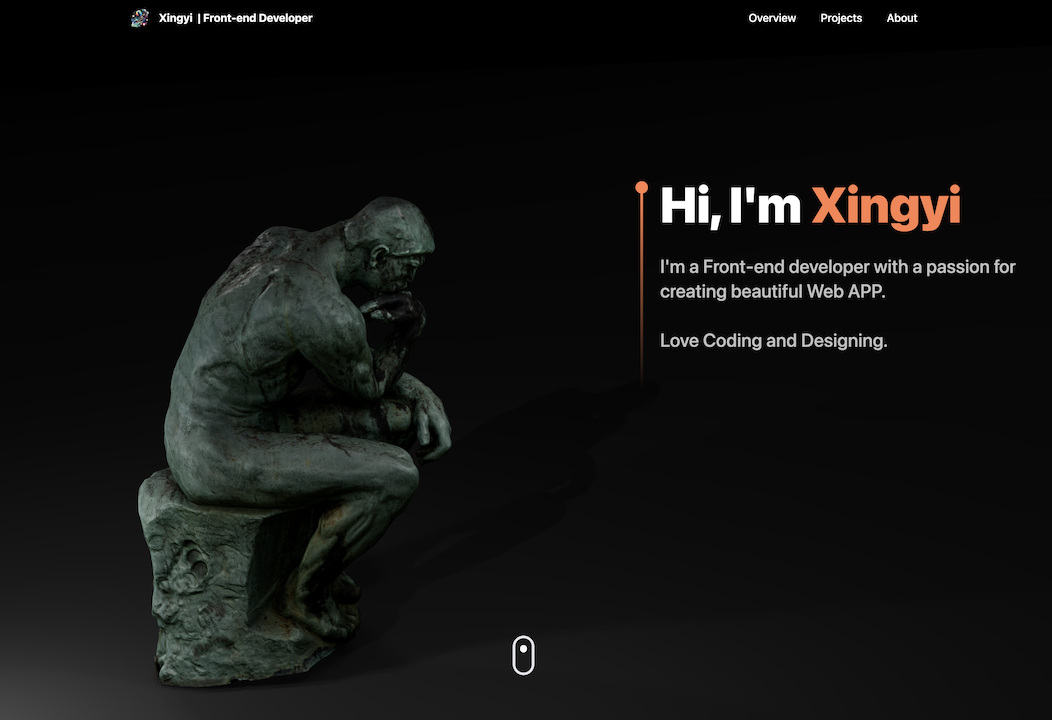 Xingyi | Front-end Developer
Overview Projects About
Hi, I'm Xingyi
I'm a Front-end developer with a passion for
creating beautiful Web APP.
Love Coding and Designing.